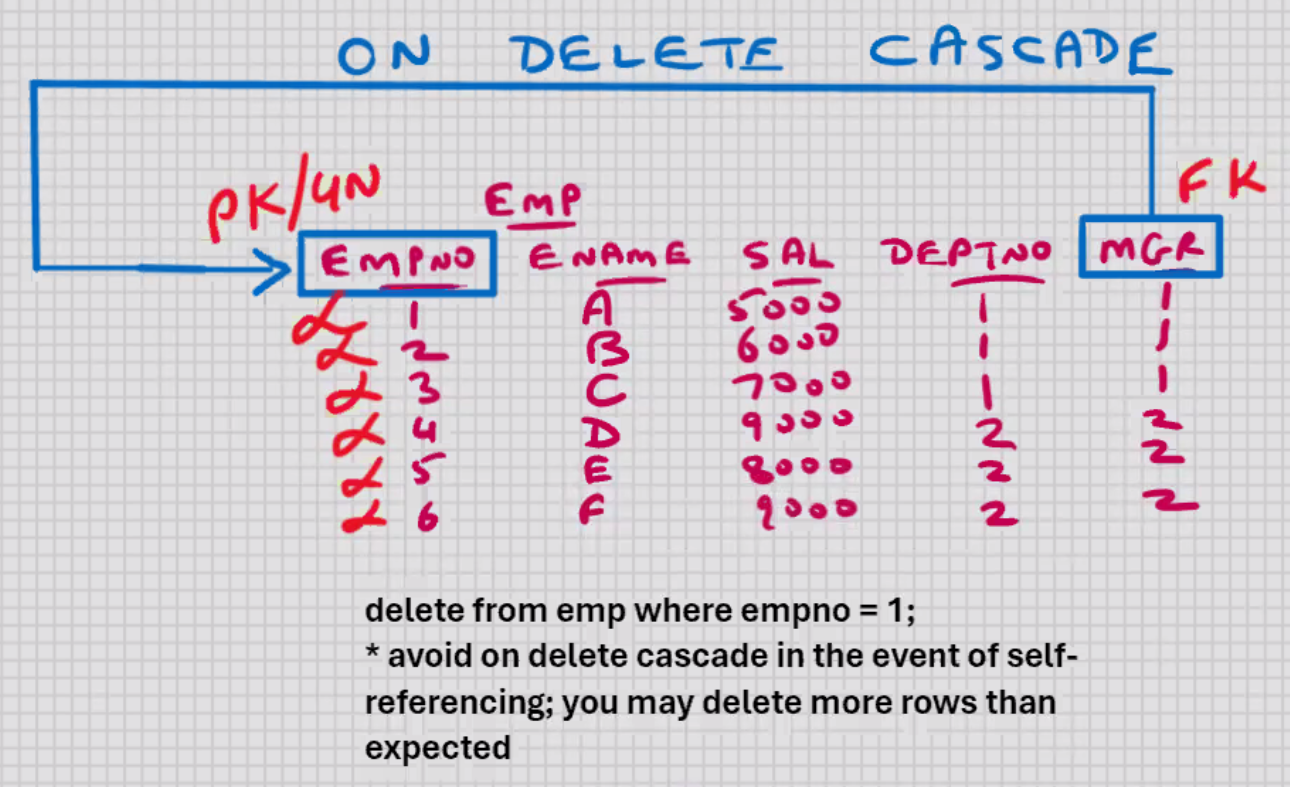 ON DELETE CASCADE
PK/UN EMP FK
EMPNO ENAME SAL DEPTNO MGR
1 A 5000 1 1
2 B 6000 1 1
3 C 7000 1 1
4 D 9000 2 2
5 E 8000 2 2
6 F 9000 2 2
delete from emp where empno = 1;
* avoid on delete cascade in the event of self-
referencing; you may delete more rows than
expected